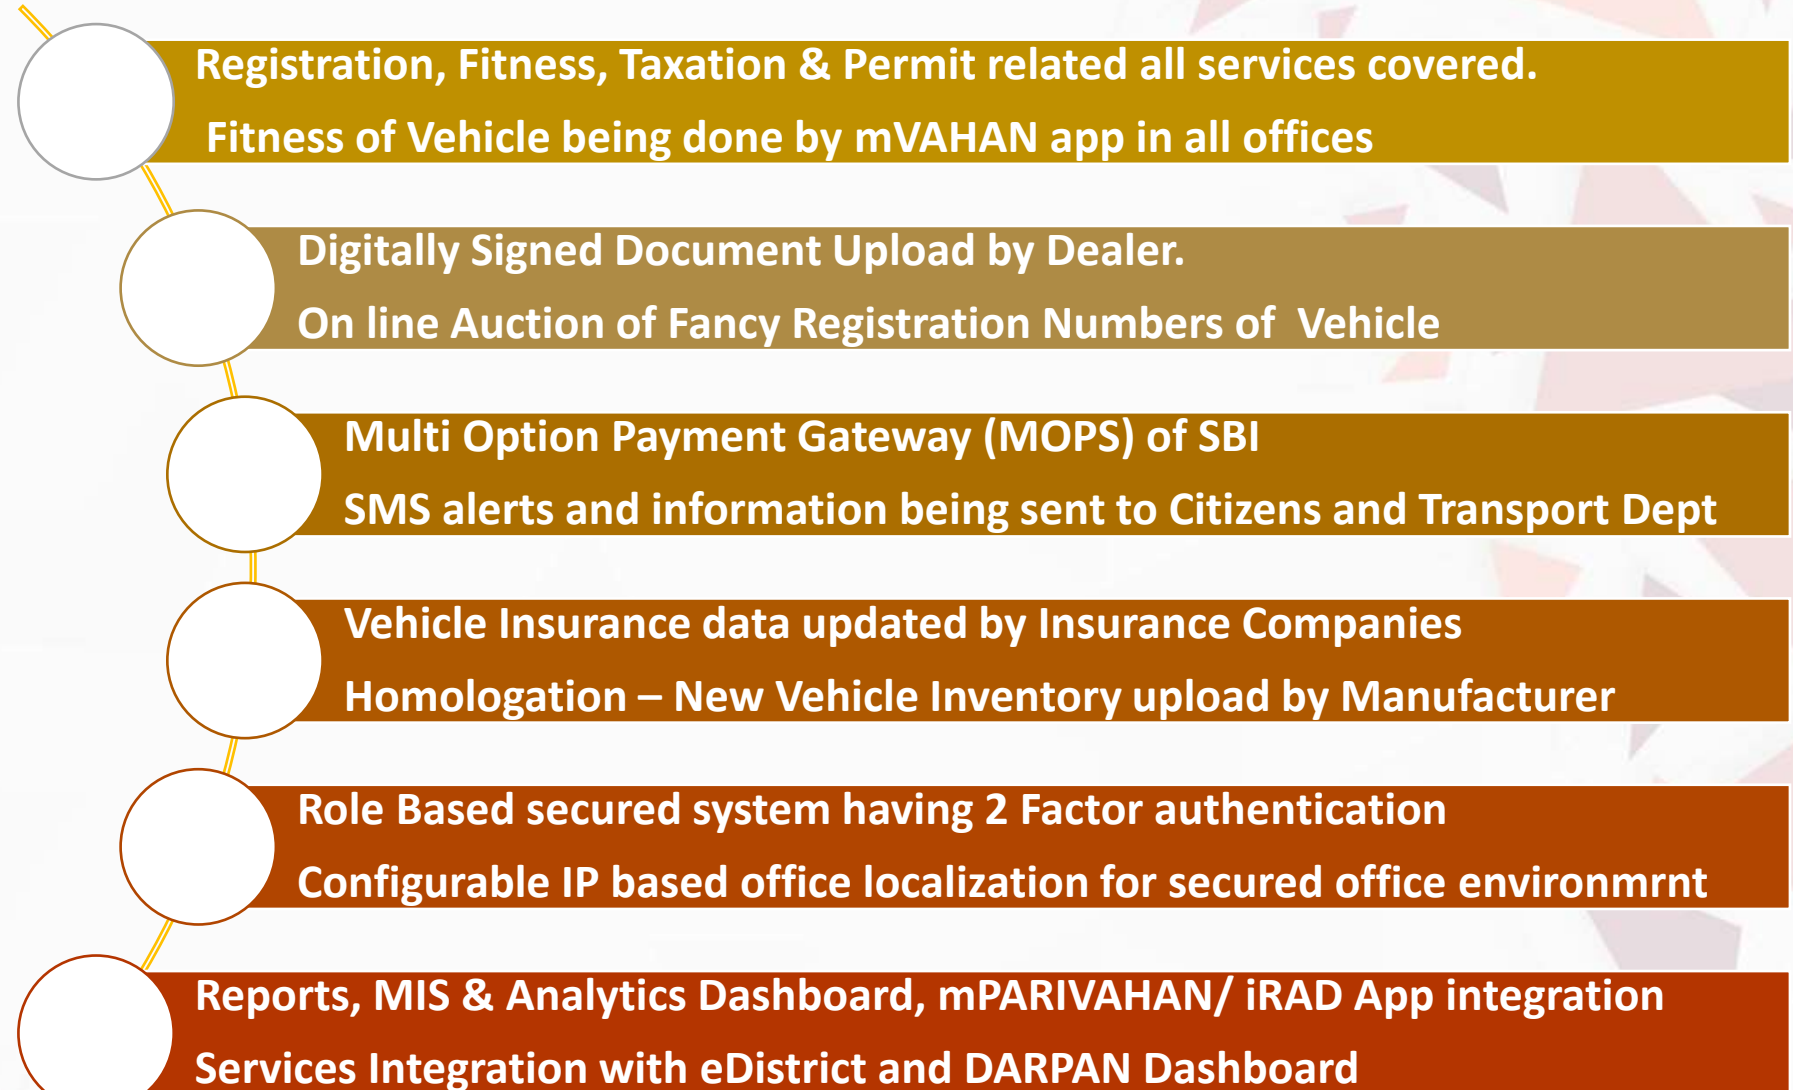 Registration, Fitness, Taxation & Permit related all services covered.
Fitness of Vehicle being done by mVAHAN app in all offices
Digitally Signed Document Upload by Dealer.
On line Auction of Fancy Registration Numbers of Vehicle
Multi Option Payment Gateway (MOPS) of SBI
SMS alerts and information being sent to Citizens and Transport Dept
Vehicle Insurance data updated by Insurance Companies
Homologation – New Vehicle Inventory upload by Manufacturer
Role Based secured system having 2 Factor authentication
Configurable IP based office localization for secured office environmrnt
Reports, MIS & Analytics Dashboard, mPARIVAHAN/ iRAD App integration
Services Integration with eDistrict and DARPAN Dashboard